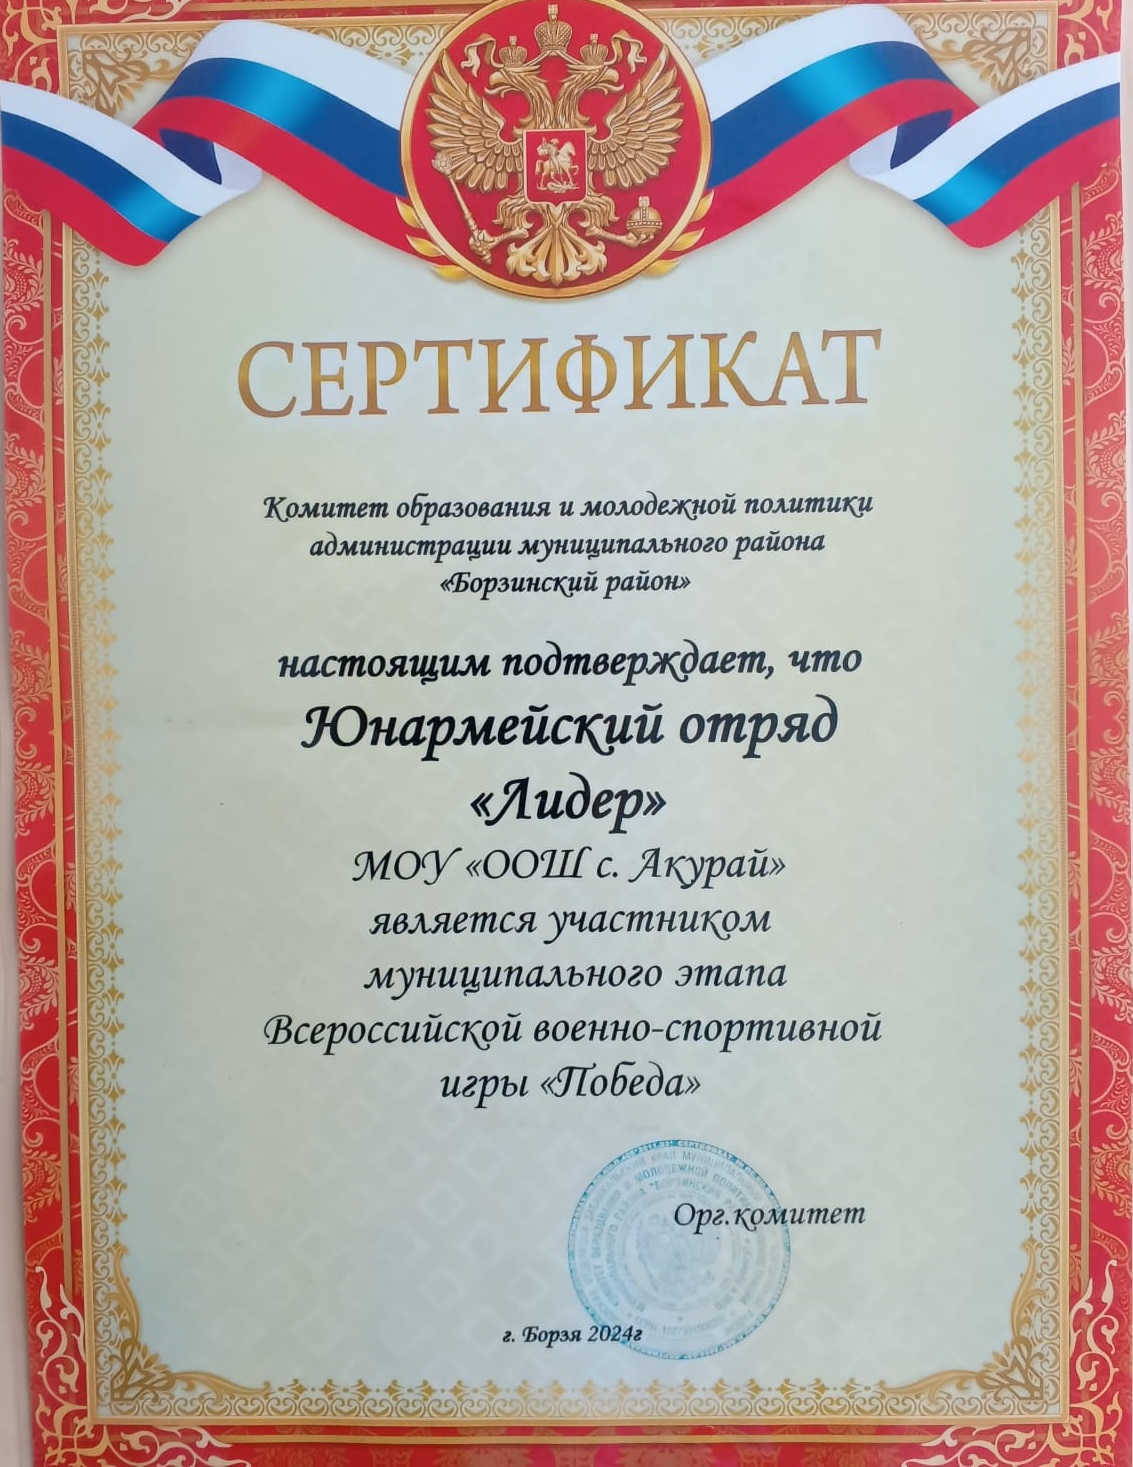 СЕРТИФИКАТ
Комитет образования и молодежной политики
администрации муниципального района
«Борзинский район»
настоящим подтверждает, что
Юнармейский отряд
«Лидер»
МОУ «ООШ с. Акурай»
является участником
муниципального этапа
Всероссийской военно-спортивной
игры «Победа»
Орг.комитет
г. Борзя 2024г